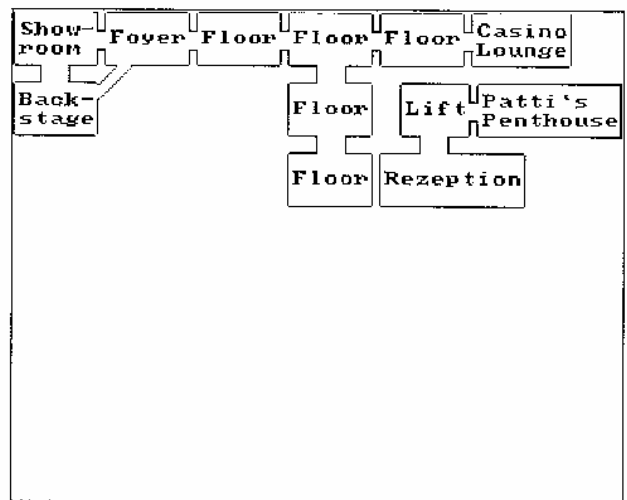 Show-
room
Foyer
Floor
Floor
Floor
Casino
Lounge
Back-
stage
Floor
Lift
Patti's
Penthouse
Floor
Rezeption